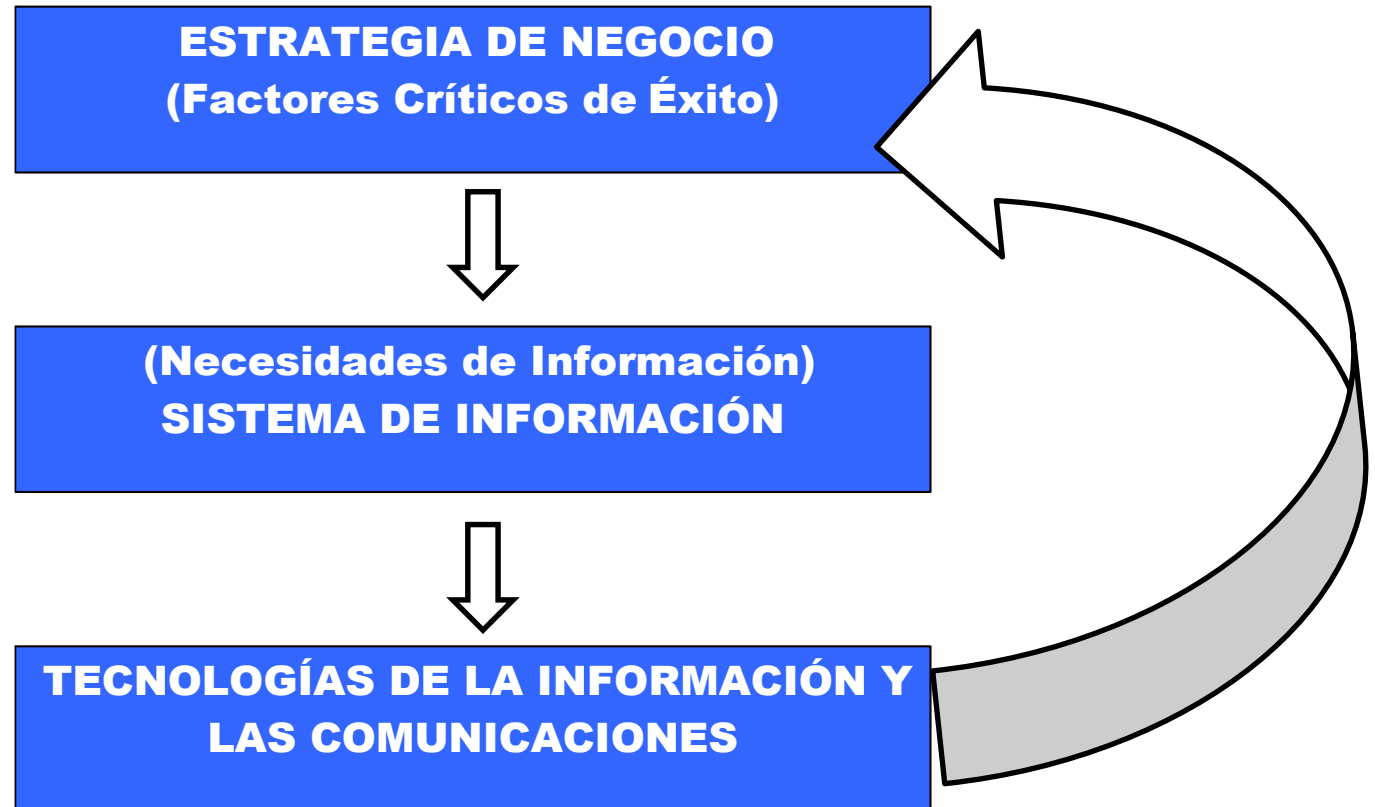 ESTRATEGIA DE NEGOCIO
(Factores Críticos de Éxito)
(Necesidades de Información)
SISTEMA DE INFORMACIÓN
TECNOLOGÍAS DE LA INFORMACIÓN Y
LAS COMUNICACIONES